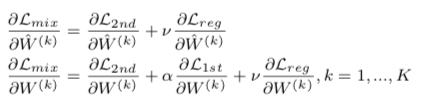 ∂ℒ_{mix}/∂Ŵ^{(k)} = ∂ℒ_{2nd}/∂Ŵ^{(k)} + ν ∂ℒ_{reg}/∂Ŵ^{(k)}
∂ℒ_{mix}/∂W^{(k)} = ∂ℒ_{2nd}/∂W^{(k)} + α ∂ℒ_{1st}/∂W^{(k)} + ν ∂ℒ_{reg}/∂W^{(k)}, k = 1, ..., K